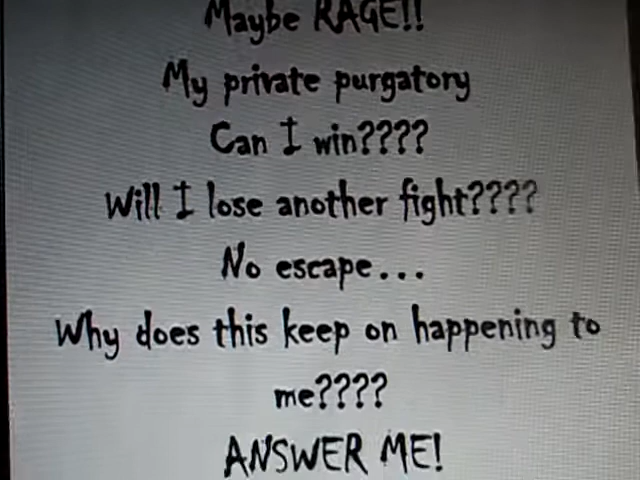 Maybe RAGE!!
My private purgatory
Can I win????
Will I lose another fight????
No escape...
Why does this keep on happening to
me????
ANSWER ME!